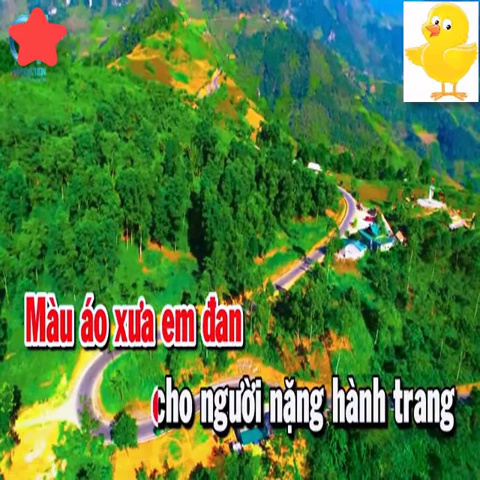 Màu áo xưa em đan
cho người nặng hành trang